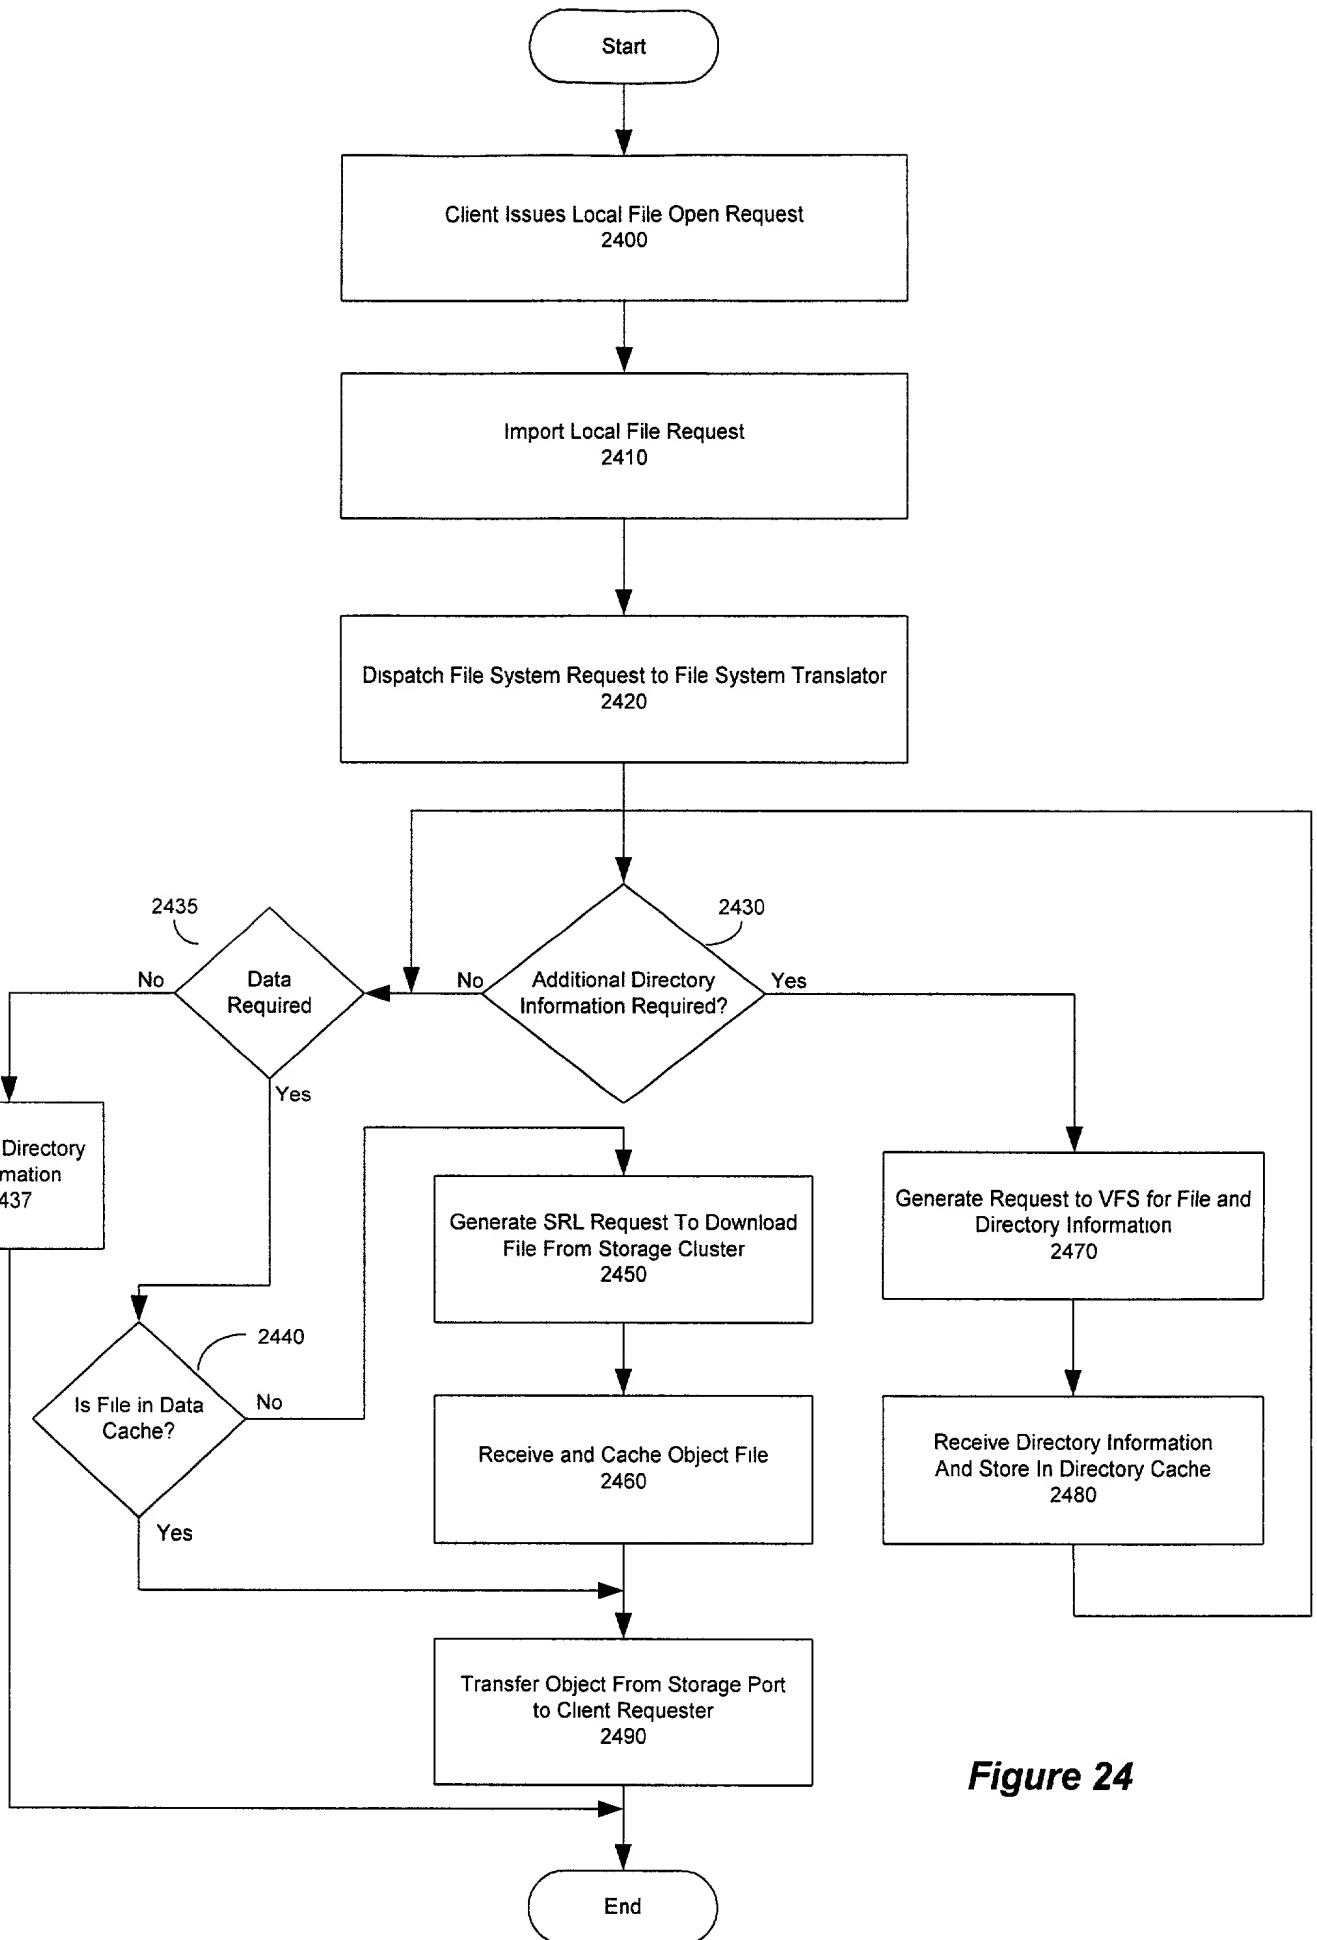 Start
Client Issues Local File Open Request
2400
Import Local File Request
2410
Dispatch File System Request to File System Translator
2420
2435
2430
No
Data
Required
No
Additional Directory
Information Required?
Yes
Yes
Directory
mation
437
Generate SRL Request To Download
File From Storage Cluster
2450
Generate Request to VFS for File and
Directory Information
2470
2440
Is File in Data
Cache?
No
Yes
Receive and Cache Object File
2460
Receive Directory Information
And Store In Directory Cache
2480
Transfer Object From Storage Port
to Client Requester
2490
Figure 24
End